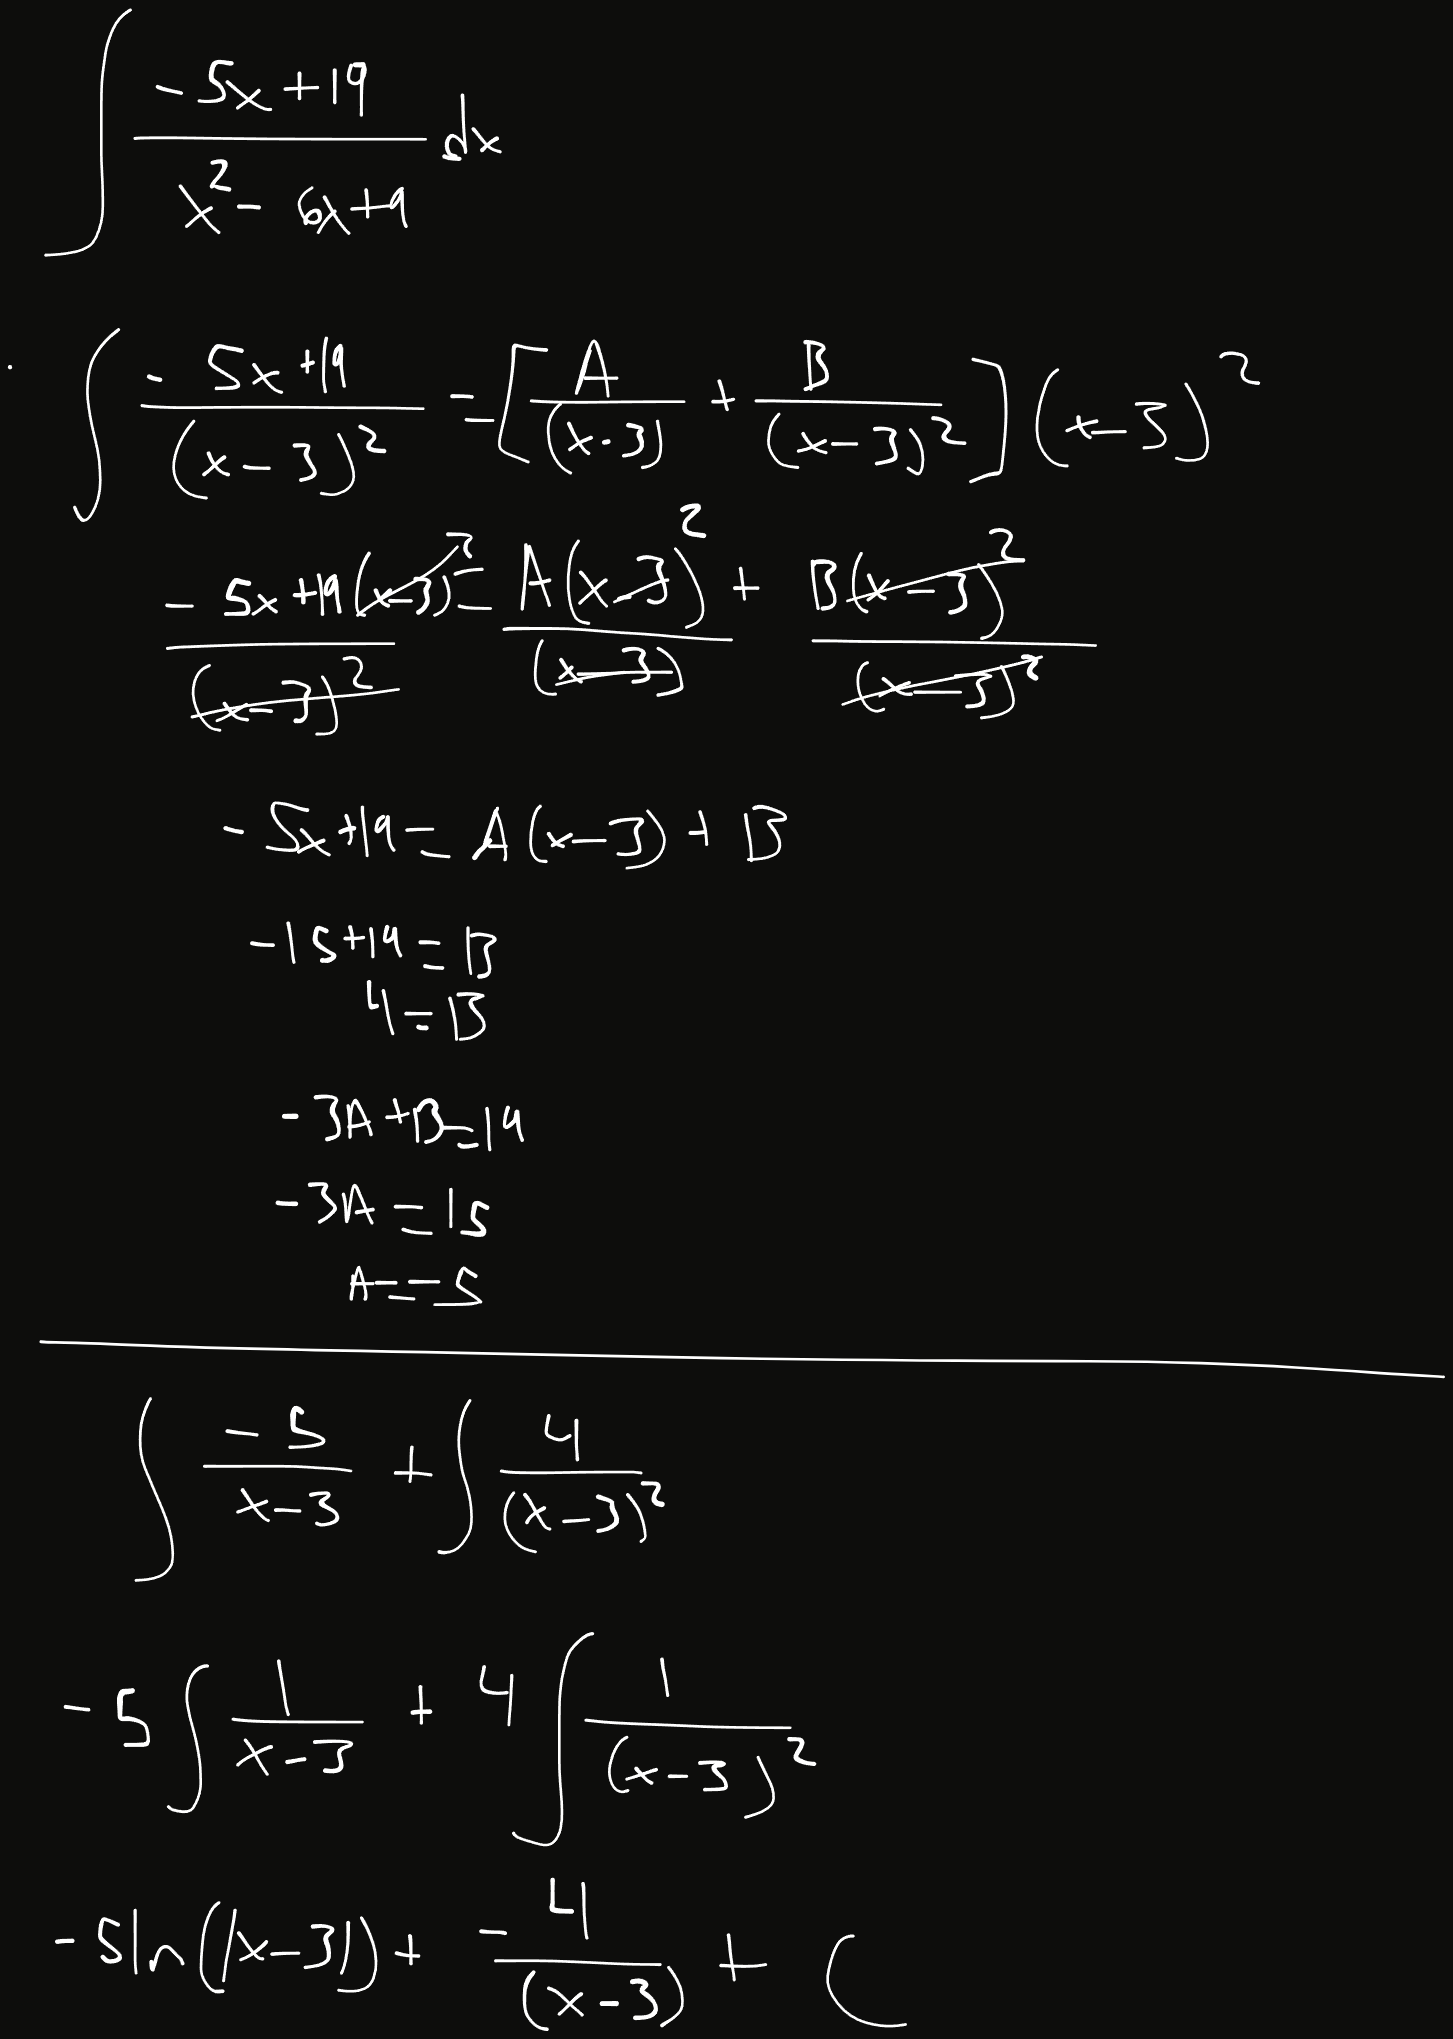 ∫ (-5x+19)/(x²-6x+9) dx
∫ (-5x+19)/(x-3)² = [A/(x-3) + B/(x-3)²](x-3)²
(-5x+19(x-3)²)/(x-3)² = A(x-3)²/(x-3) + B(x-3)²/(x-3)²
-5x+19 = A(x-3) + B
-15+19 = B
4 = B
-3A+B = 19
-3A = 15
A = -5
∫ -5/(x-3) + ∫ 4/(x-3)²
-5 ∫ 1/(x-3) + 4 ∫ 1/(x-3)²
-5ln(|x-3|) + -4/(x-3) + C